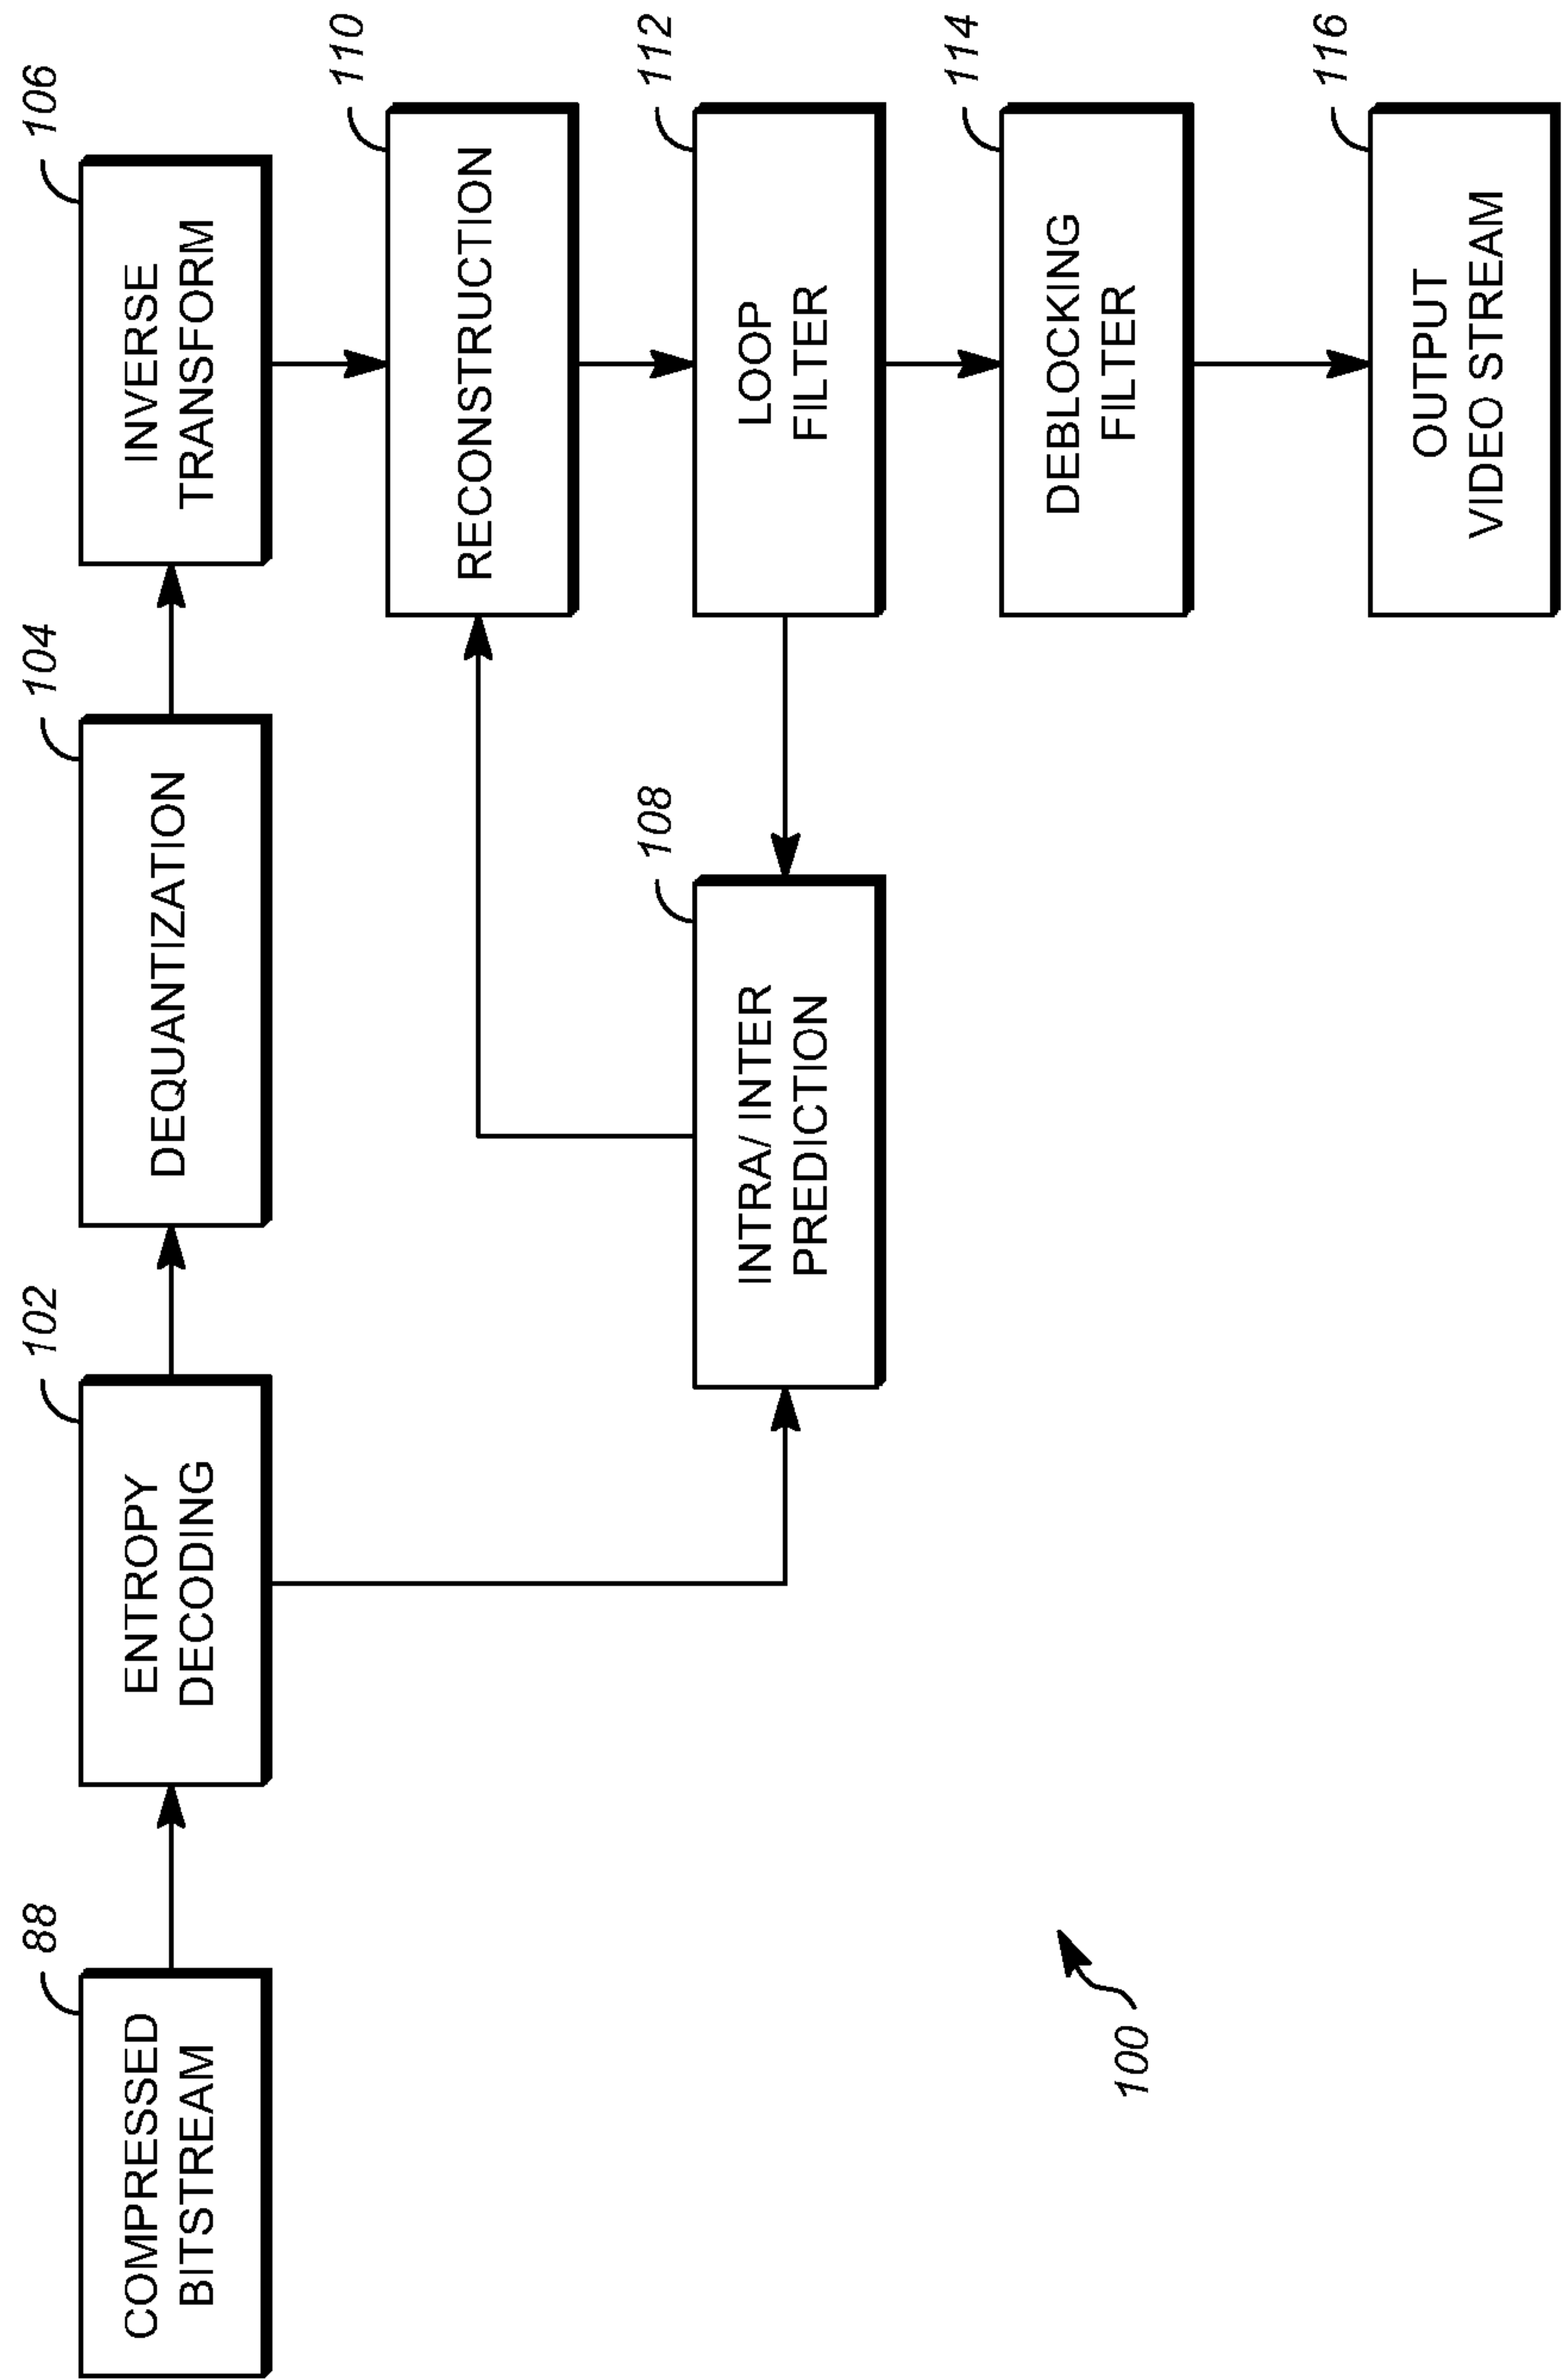 88
COMPRESSED
BITSTREAM
102
ENTROPY
DECODING
104
DEQUANTIZATION
106
INVERSE
TRANSFORM
110
RECONSTRUCTION
108
INTRA/ INTER
PREDICTION
112
LOOP
FILTER
114
DEBLOCKING
FILTER
100
116
OUTPUT
VIDEO STREAM